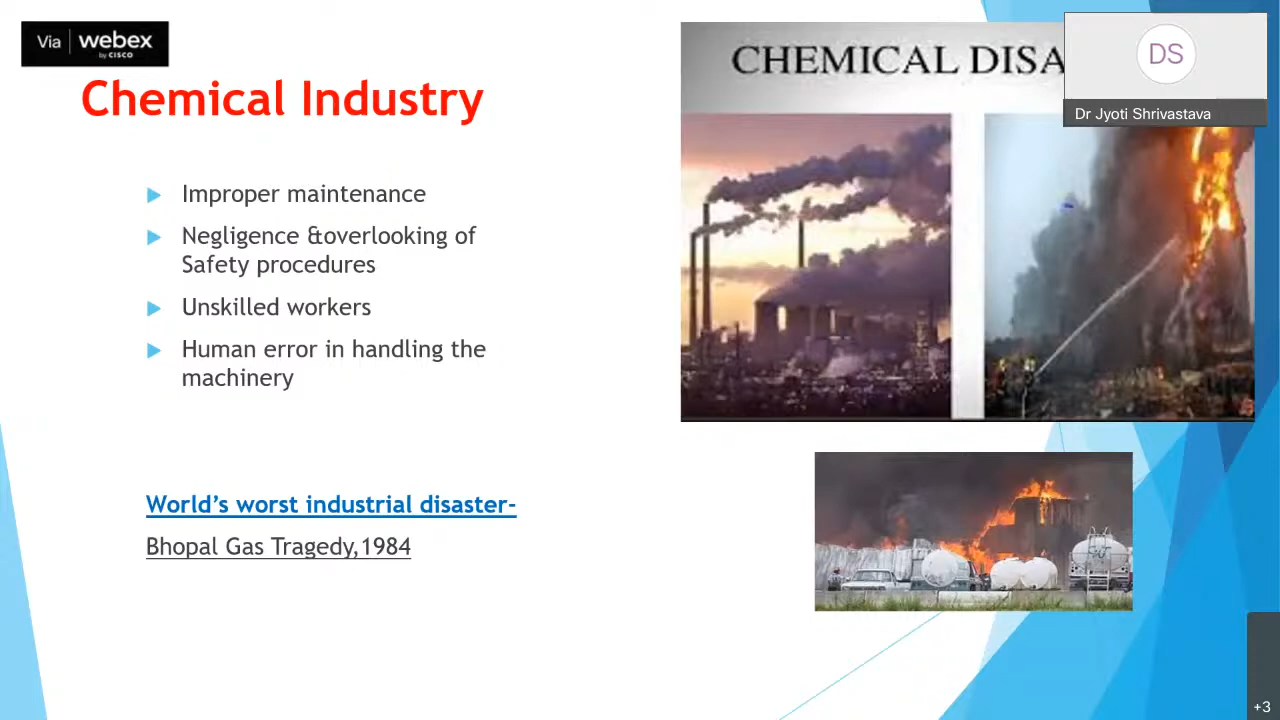 Via webex
by CISCO
Chemical Industry
Improper maintenance
Negligence &overlooking of
Safety procedures
Unskilled workers
Human error in handling the
machinery
World's worst industrial disaster-
Bhopal Gas Tragedy,1984
CHEMICAL DISA
DS
Dr Jyoti Shrivastava
+3